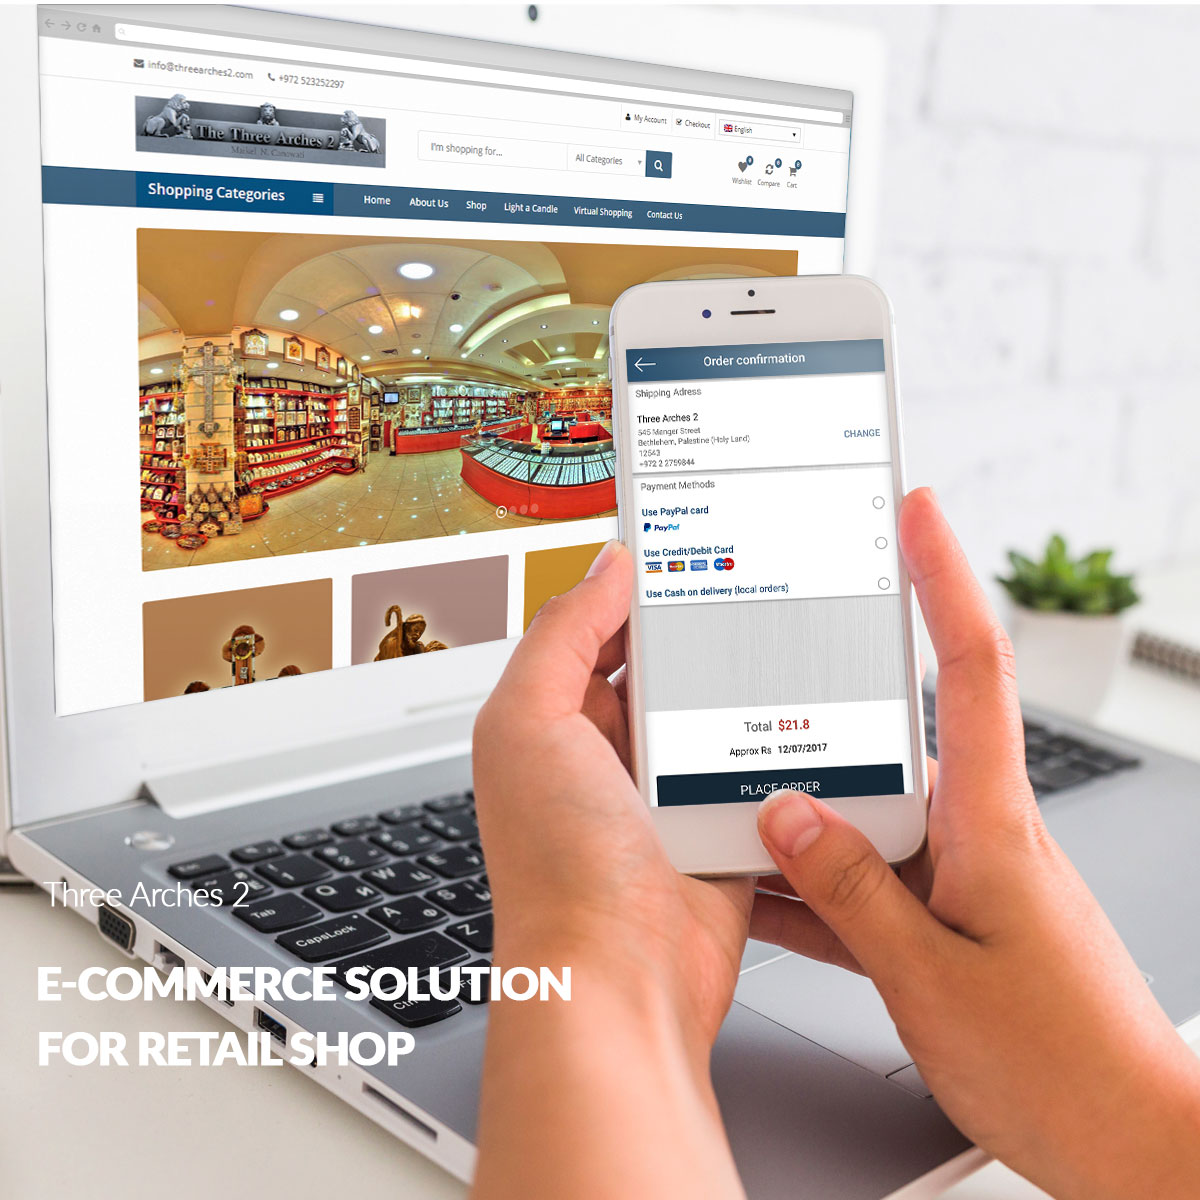 info@threearches2.com +972 523252297
My Account Checkout English
The Three Arches 2
I'm shopping for... All Categories
Wishlist Compare Cart
Shopping Categories
Home About Us Shop Light a Candle Virtual Shopping Contact Us
Order confirmation
Shipping Adress
Three Arches 2
545 Manger Street
Bethlehem, Palestine (Holy Land)
12543
+972 2 2759844
CHANGE
Payment Methods
Use PayPal card
PayPal
Use Credit/Debit Card
VISA
Use Cash on delivery (local orders)
Total $21.8
Approx Rs 12/07/2017
PLACE ORDER
Tab
CapsLock
Three Arches 2
E-COMMERCE SOLUTION
FOR RETAIL SHOP